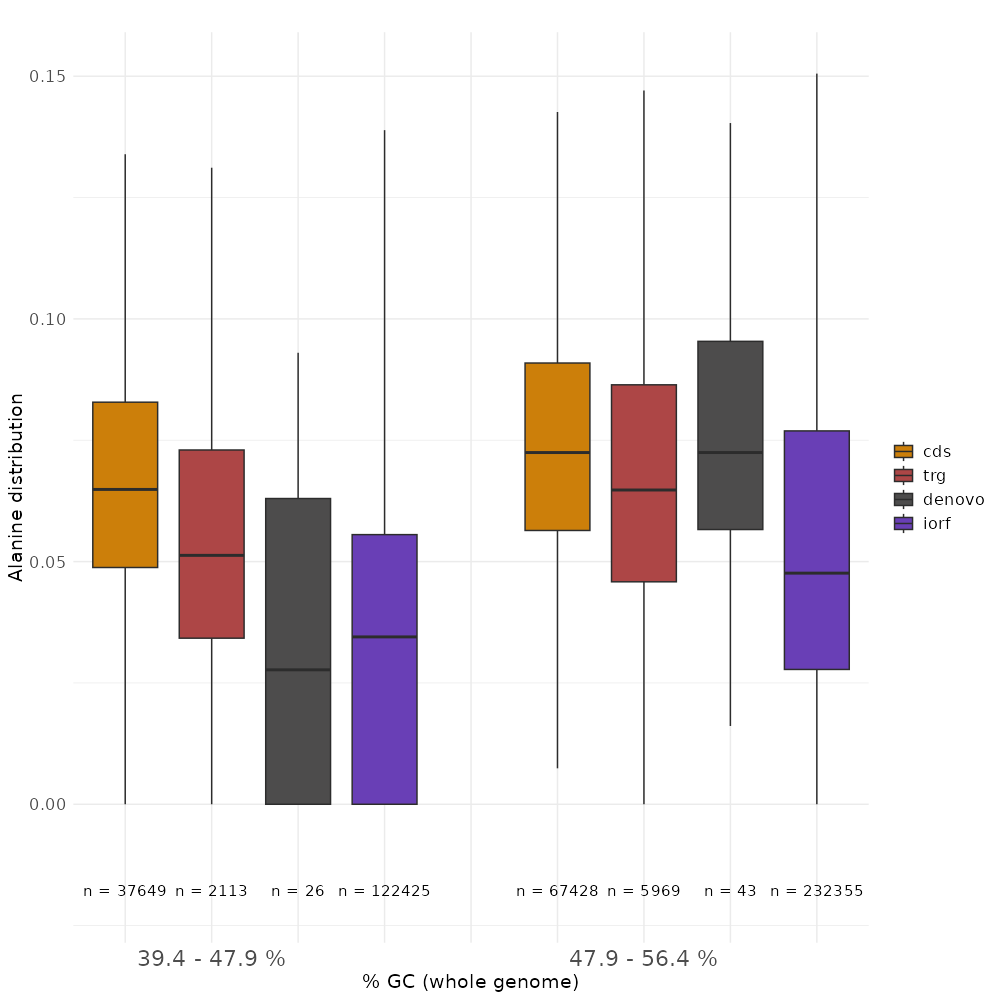 0.15
0.10
0.05
0.00
Alanine distribution
n = 37649 n = 2113 n = 26 n = 122425 n = 67428 n = 5969 n = 43 n = 232355
39.4 - 47.9 % 47.9 - 56.4 %
% GC (whole genome)
cds
trg
denovo
iorf